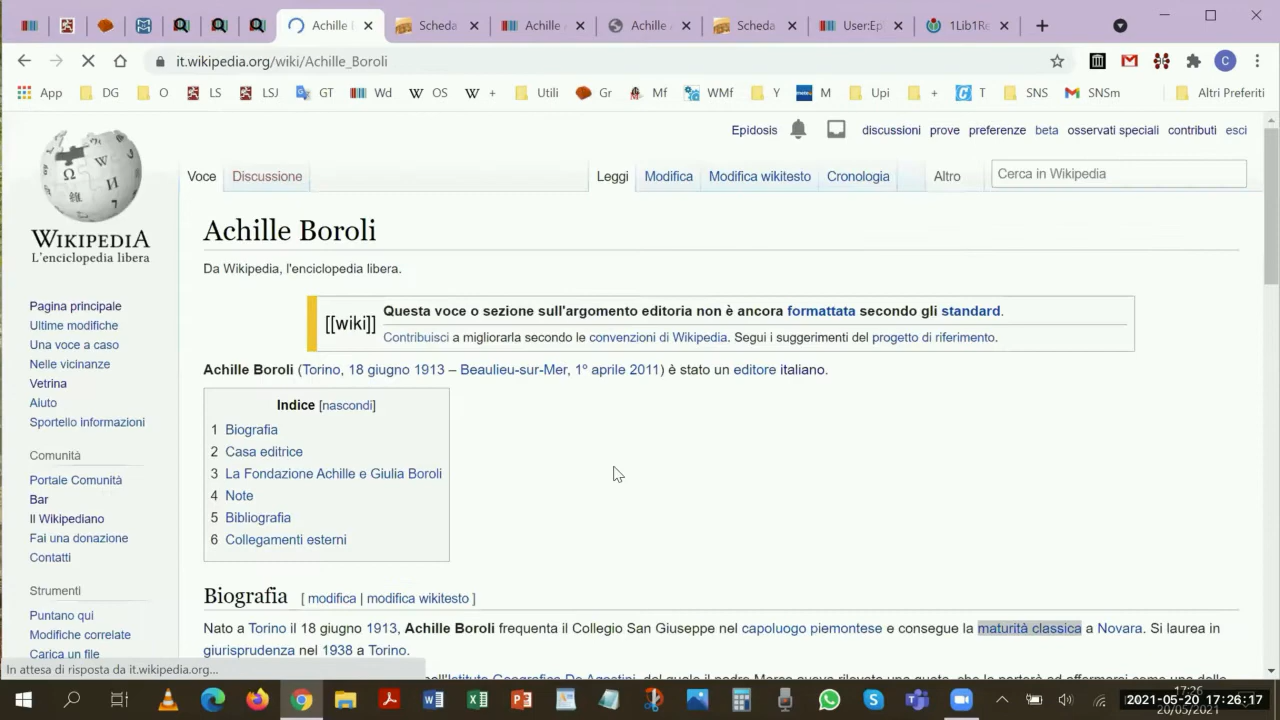 Achille
Scheda
Achille
Achille
Scheda
User:Ep
1Lib1Re
it.wikipedia.org/wiki/Achille_Boroli
C
App DG O LS LSJ GT Wd OS + Utili Gr Mf WMf Y M Upi + T SNS SNSm Altri Preferiti
Epidosis discussioni prove preferenze beta osservati speciali contributi esci
Voce Discussione Leggi Modifica Modifica wikitesto Cronologia Altro Cerca in Wikipedia
WIKIPEDIA
L'enciclopedia libera
Pagina principale
Ultime modifiche
Una voce a caso
Nelle vicinanze
Vetrina
Aiuto
Sportello informazioni
Comunità
Portale Comunità
Bar
Il Wikipediano
Fai una donazione
Contatti
Strumenti
Puntano qui
Modifiche correlate
Carica un file
Achille Boroli
Da Wikipedia, l'enciclopedia libera.
[[wiki]]
Questa voce o sezione sull'argomento editoria non è ancora formattata secondo gli standard.
Contribuisci a migliorarla secondo le convenzioni di Wikipedia. Segui i suggerimenti del progetto di riferimento.
Achille Boroli (Torino, 18 giugno 1913 – Beaulieu-sur-Mer, 1º aprile 2011) è stato un editore italiano.
Indice [nascondi]
1 Biografia
2 Casa editrice
3 La Fondazione Achille e Giulia Boroli
4 Note
5 Bibliografia
6 Collegamenti esterni
Biografia [ modifica | modifica wikitesto ]
Nato a Torino il 18 giugno 1913, Achille Boroli frequenta il Collegio San Giuseppe nel capoluogo piemontese e consegue la maturità classica a Novara. Si laurea in
giurisprudenza nel 1938 a Torino.
In attesa di risposta da it.wikipedia.org...
17:26
2021-05-20 17:26:17
20/05/2021